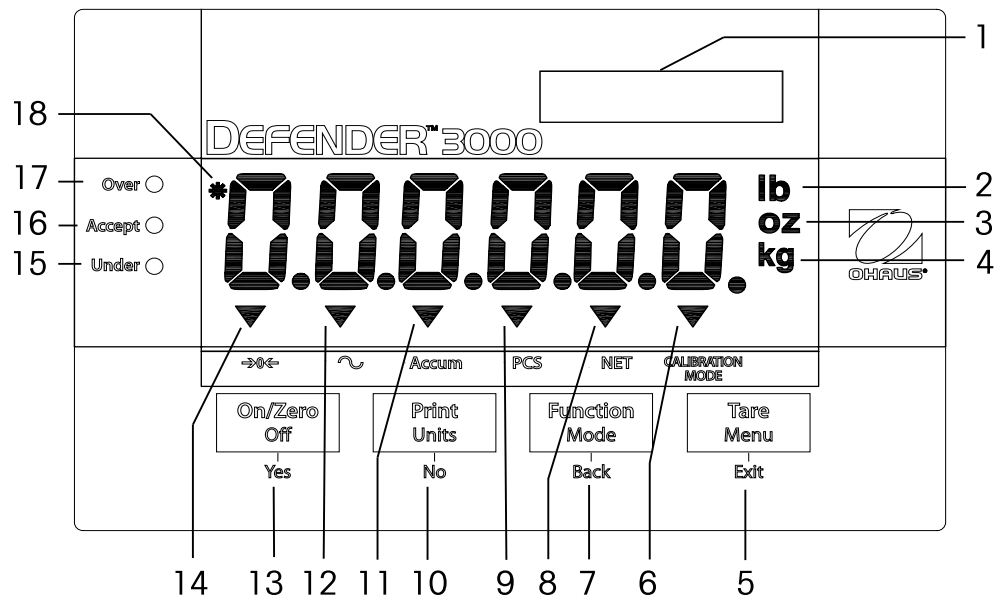 1
18
DEFENDER™ 3000
17 Over * 0.0.0.0.0.0. lb 2
16 Accept oz 3
15 Under kg 4
OHAUS®
→0← ∿ Accum PCS NET CALIBRATION
MODE
On/Zero Print Function Tare
Off Units Mode Menu
Yes No Back Exit
14 13 12 11 10 9 8 7 6 5